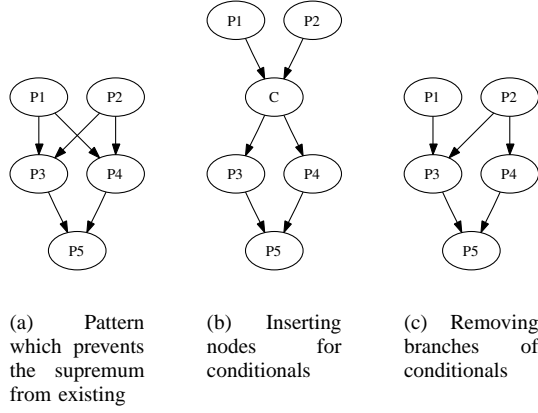 P1 P2
C
P3 P4
P5
P1 P2
P3 P4
P5
P1 P2
P3 P4
P5
(a) Pattern
which prevents
the supremum
from existing
(b) Inserting
nodes for
conditionals
(c) Removing
branches of
conditionals